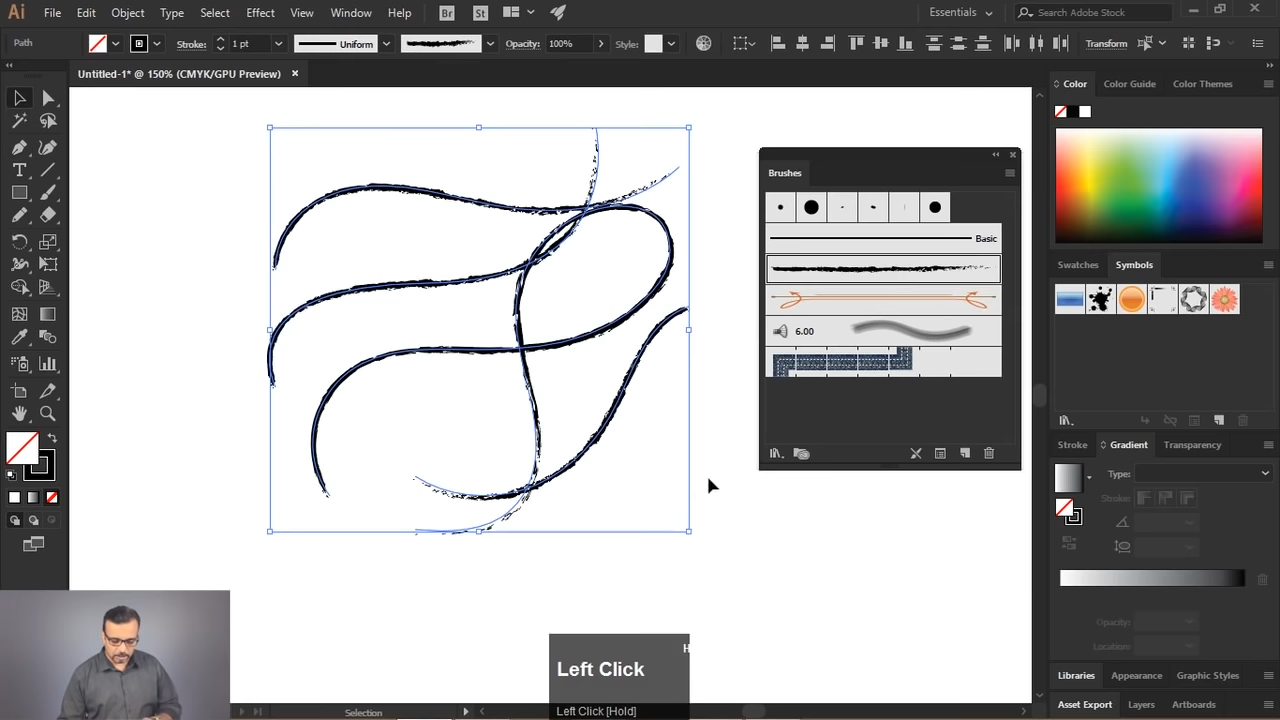 Ai File Edit Object Type Select Effect View Window Help Br St Essentials Search Adobe Stock
Path Stroke: 1 pt Uniform Opacity: 100% Style: Transform
Untitled-1* @ 150% (CMYK/GPU Preview)
Color Color Guide Color Themes
Brushes
Basic
6.00
Swatches Symbols
Stroke Gradient Transparency
Type:
Stroke:
Opacity:
Location:
Left Click
H
Left Click [Hold]
Selection
Libraries Appearance Graphic Styles
Asset Export Layers Artboards